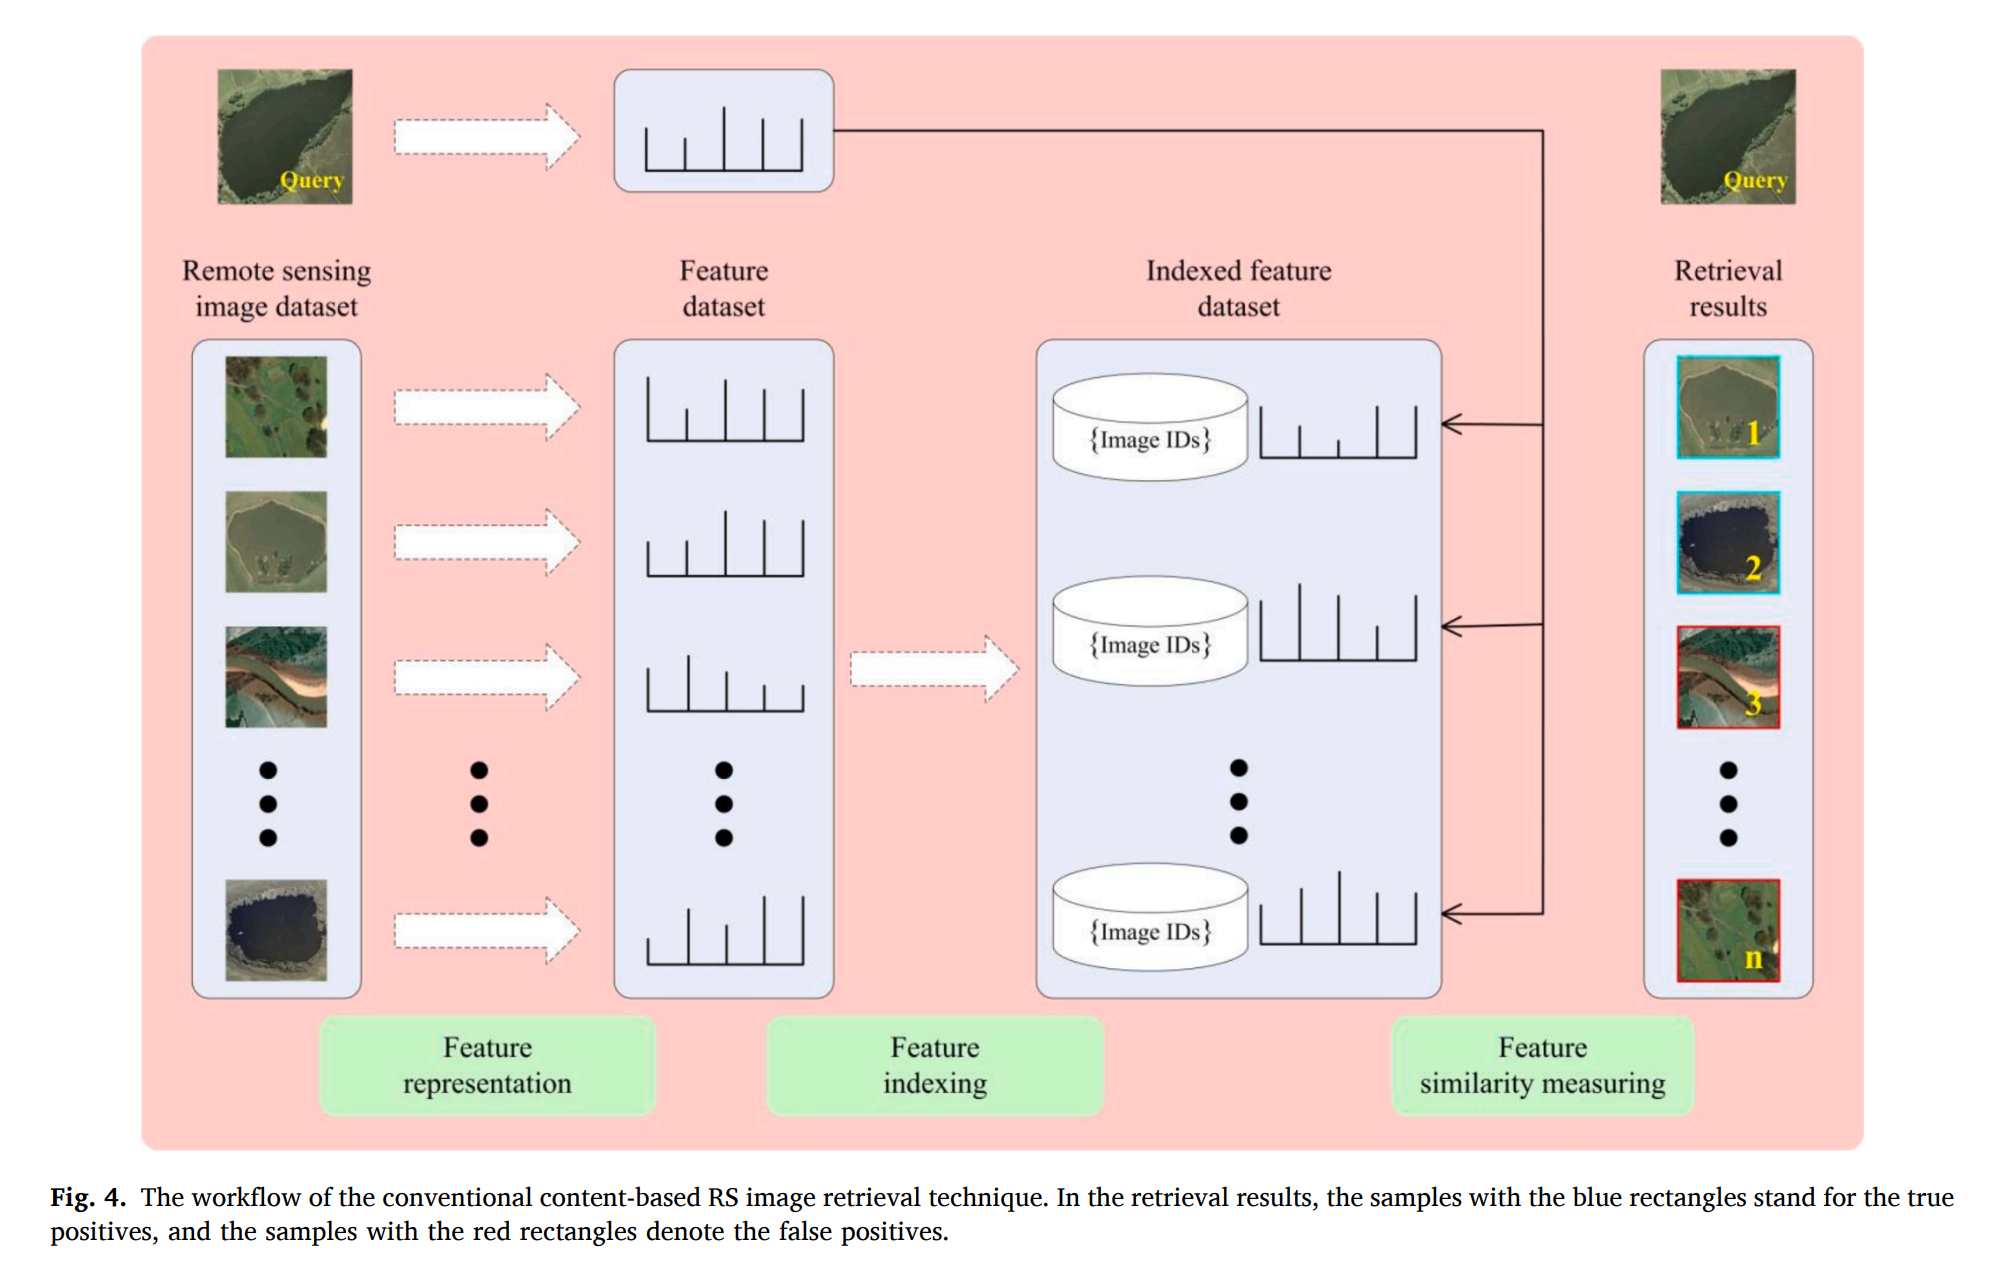 Query
Query
Remote sensing
image dataset
Feature
dataset
Indexed feature
dataset
Retrieval
results
{Image IDs}
{Image IDs}
{Image IDs}
1
2
3
n
Feature
representation
Feature
indexing
Feature
similarity measuring
Fig. 4. The workflow of the conventional content-based RS image retrieval technique. In the retrieval results, the samples with the blue rectangles stand for the true
positives, and the samples with the red rectangles denote the false positives.